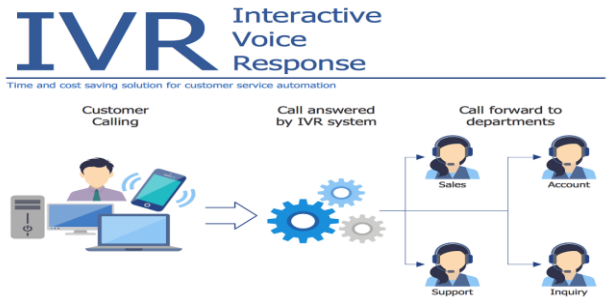 IVR
Interactive
Voice
Response
Time and cost saving solution for customer service automation
Customer
Calling
Call answered
by IVR system
Call forward to
departments
Sales
Account
Support
Inquiry